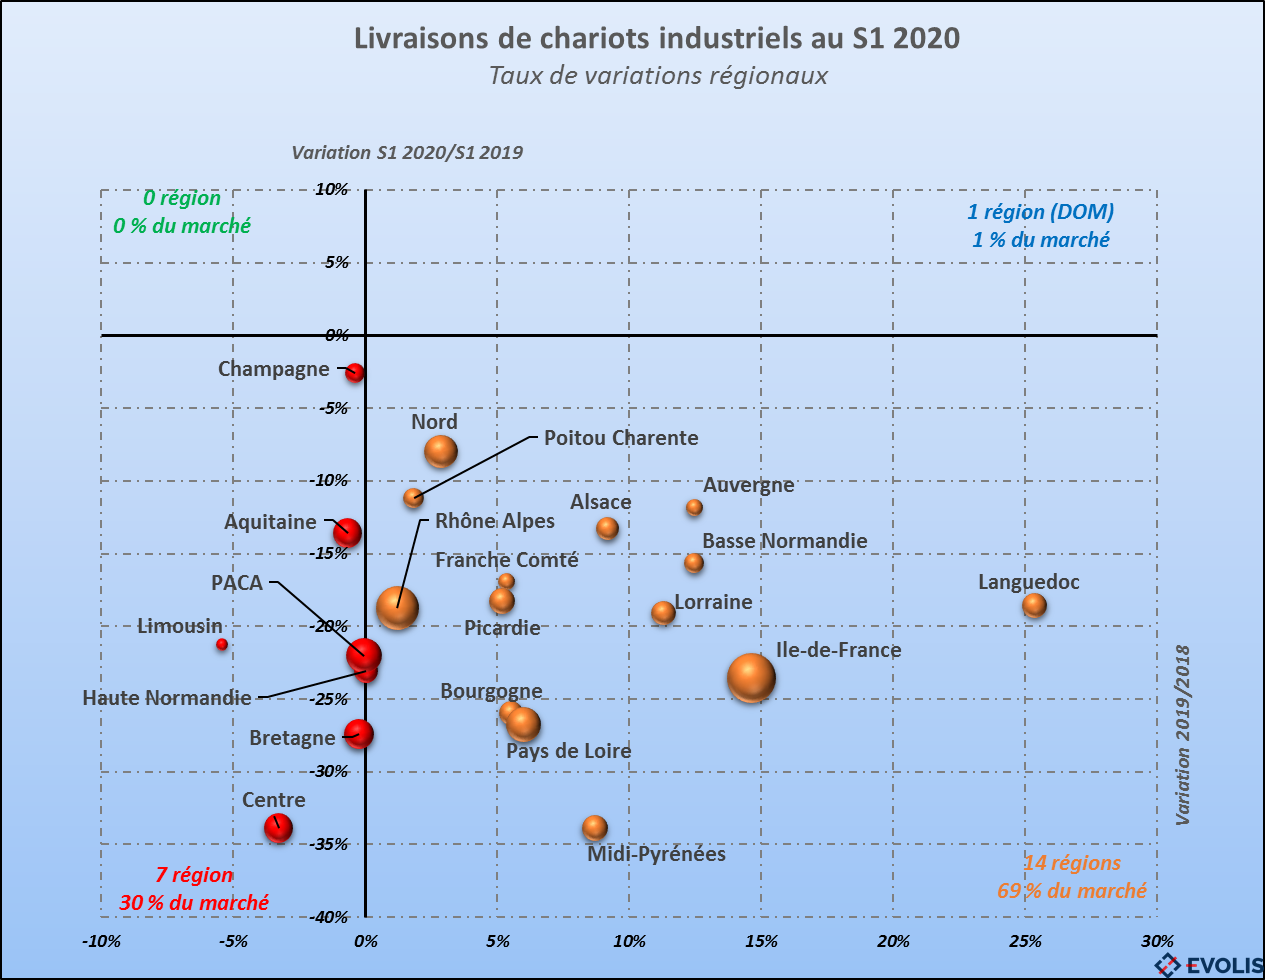 Livraisons de chariots industriels au S1 2020
Taux de variations régionaux
Variation S1 2020/S1 2019
10%
0 région
0 % du marché
1 région (DOM)
1 % du marché
5%
0%
Champagne
-5%
Nord
Poitou Charente
-10%
Auvergne
Alsace
Aquitaine
Rhône Alpes
Basse Normandie
-15%
Franche Comté
PACA
Languedoc
Lorraine
Limousin
-20%
Picardie
Ile-de-France
Variation 2019/2018
Bourgogne
Haute Normandie
-25%
Bretagne
Pays de Loire
-30%
Centre
-35%
Midi-Pyrénées
7 région
30 % du marché
14 régions
69 % du marché
-40%
-10%
-5%
0%
5%
10%
15%
20%
25%
30%
EVOLIS